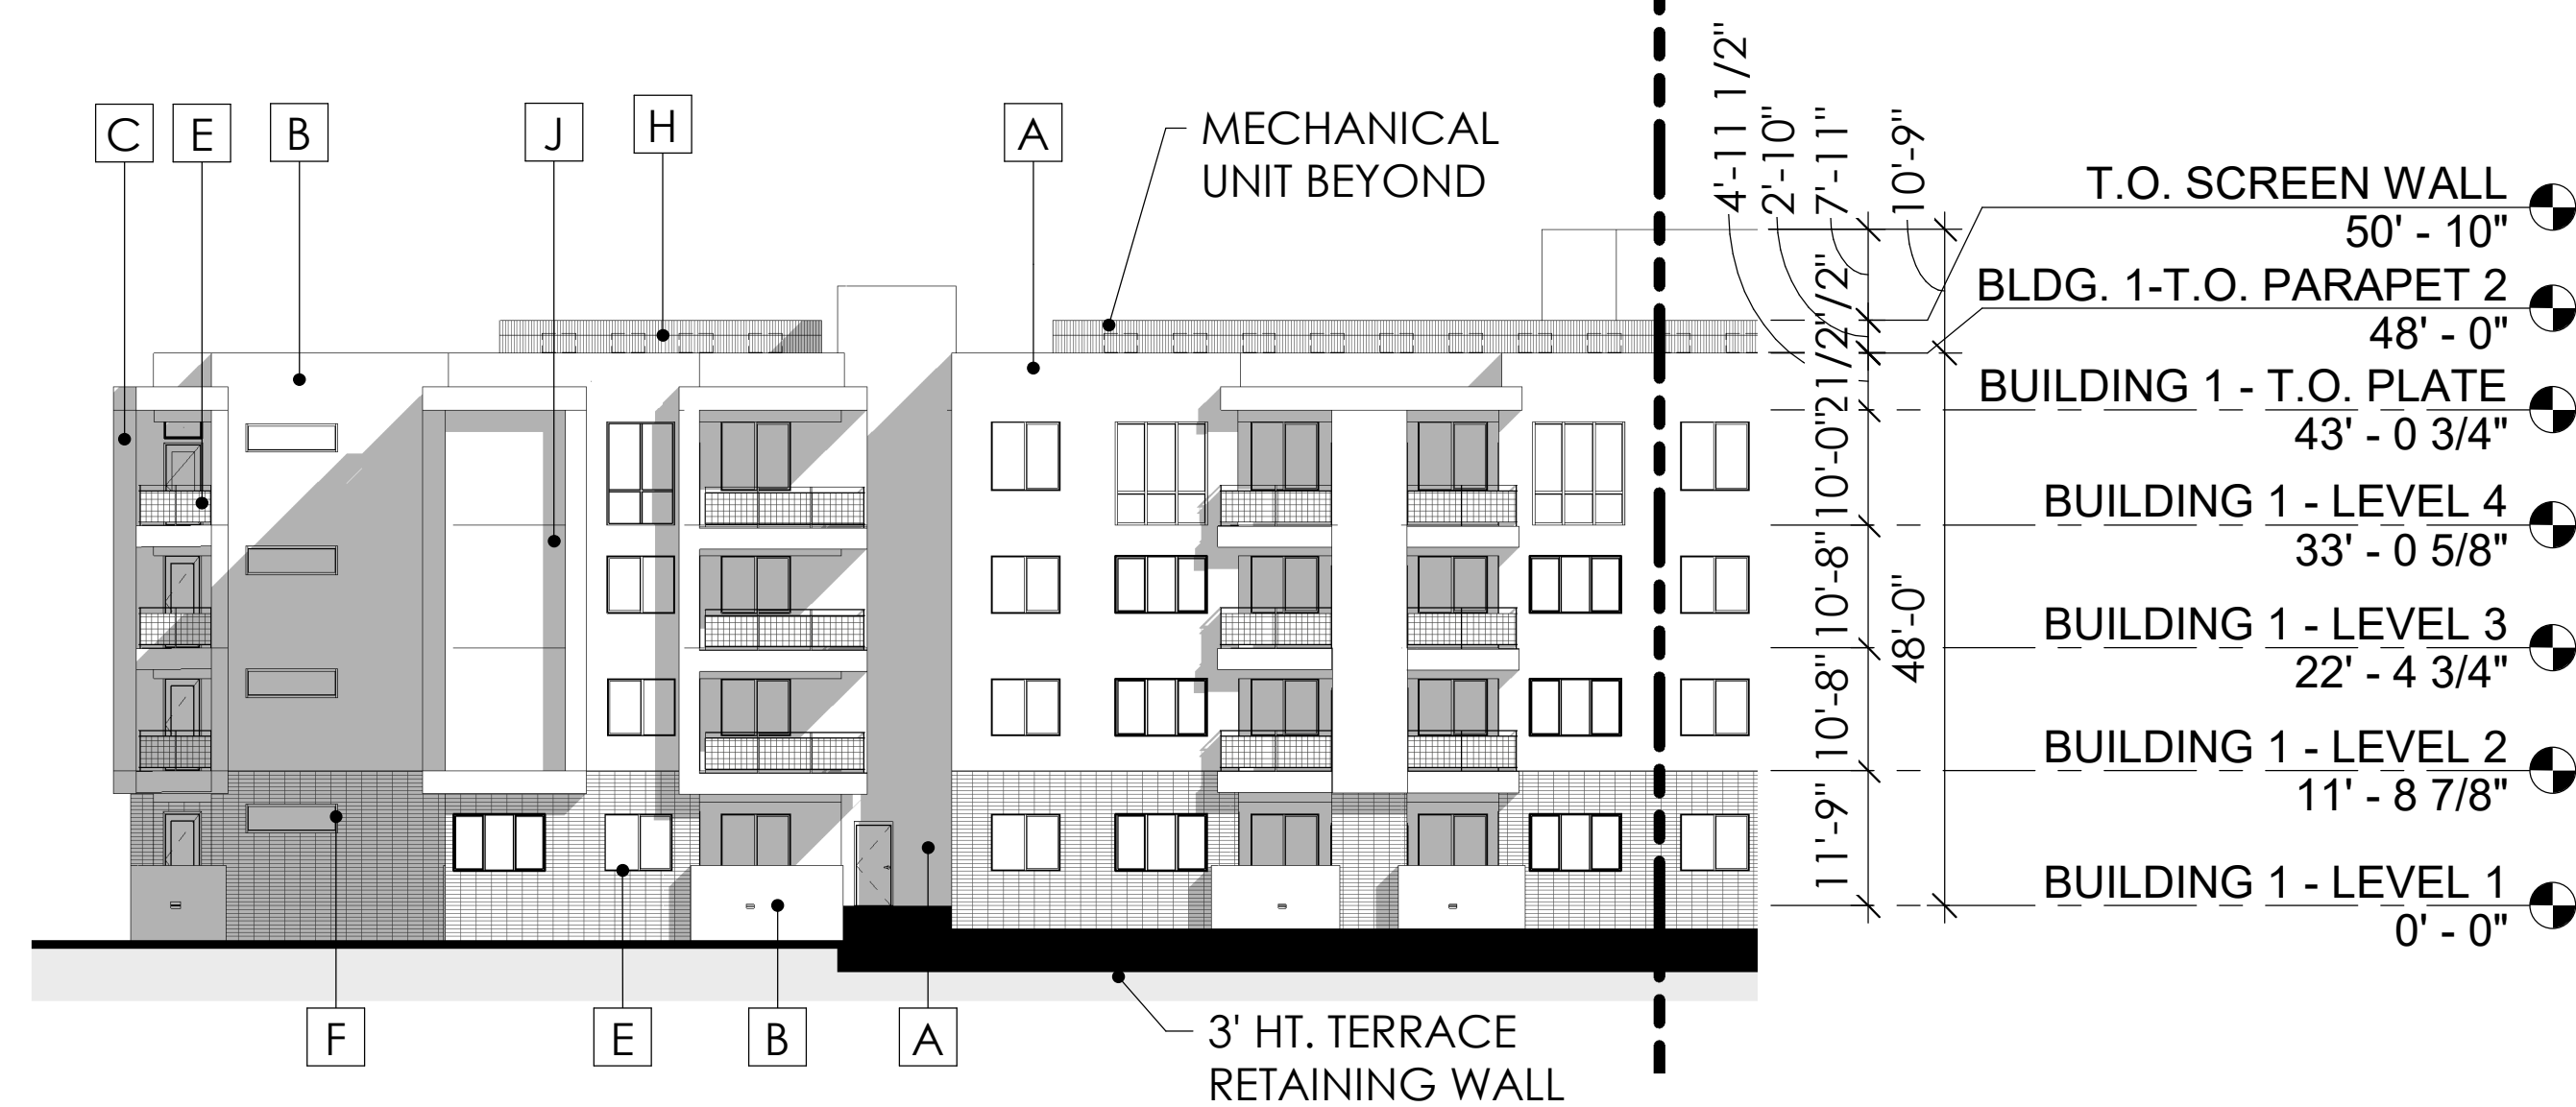 C
E
B
J
H
A
MECHANICAL
UNIT BEYOND
4'-11 1/2"
2'-10"
7'-11"
10'-9"
T.O. SCREEN WALL
50' - 10"
BLDG. 1-T.O. PARAPET 2
48' - 0"
BUILDING 1 - T.O. PLATE
43' - 0 3/4"
BUILDING 1 - LEVEL 4
33' - 0 5/8"
BUILDING 1 - LEVEL 3
22' - 4 3/4"
BUILDING 1 - LEVEL 2
11' - 8 7/8"
BUILDING 1 - LEVEL 1
0' - 0"
10'-0"
10'-8"
10'-8"
11'-9"
48'-0"
F
E
B
A
3' HT. TERRACE
RETAINING WALL